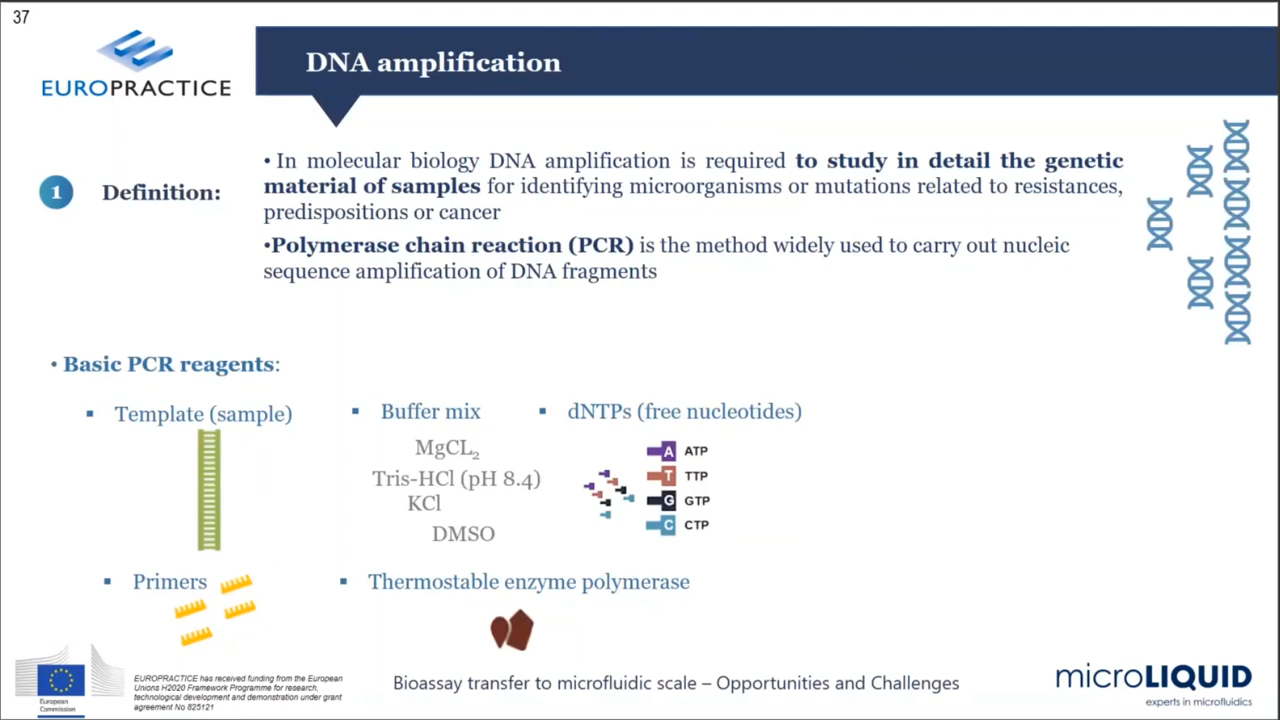 37
EUROPRACTICE
DNA amplification
1
Definition:
• In molecular biology DNA amplification is required to study in detail the genetic
material of samples for identifying microorganisms or mutations related to resistances,
predispositions or cancer
•Polymerase chain reaction (PCR) is the method widely used to carry out nucleic
sequence amplification of DNA fragments
• Basic PCR reagents:
▪ Template (sample)
▪ Buffer mix
MgCL₂
Tris-HCl (pH 8.4)
KCl
DMSO
▪ dNTPs (free nucleotides)
A ATP
T TTP
G GTP
C CTP
▪ Primers
▪ Thermostable enzyme polymerase
European
Commission
EUROPRACTICE has received funding from the European
Unions H2020 Framework Programme for research,
technological development and demonstration under grant
agreement No 825121
Bioassay transfer to microfluidic scale – Opportunities and Challenges
microLIQUID
experts in microfluidics